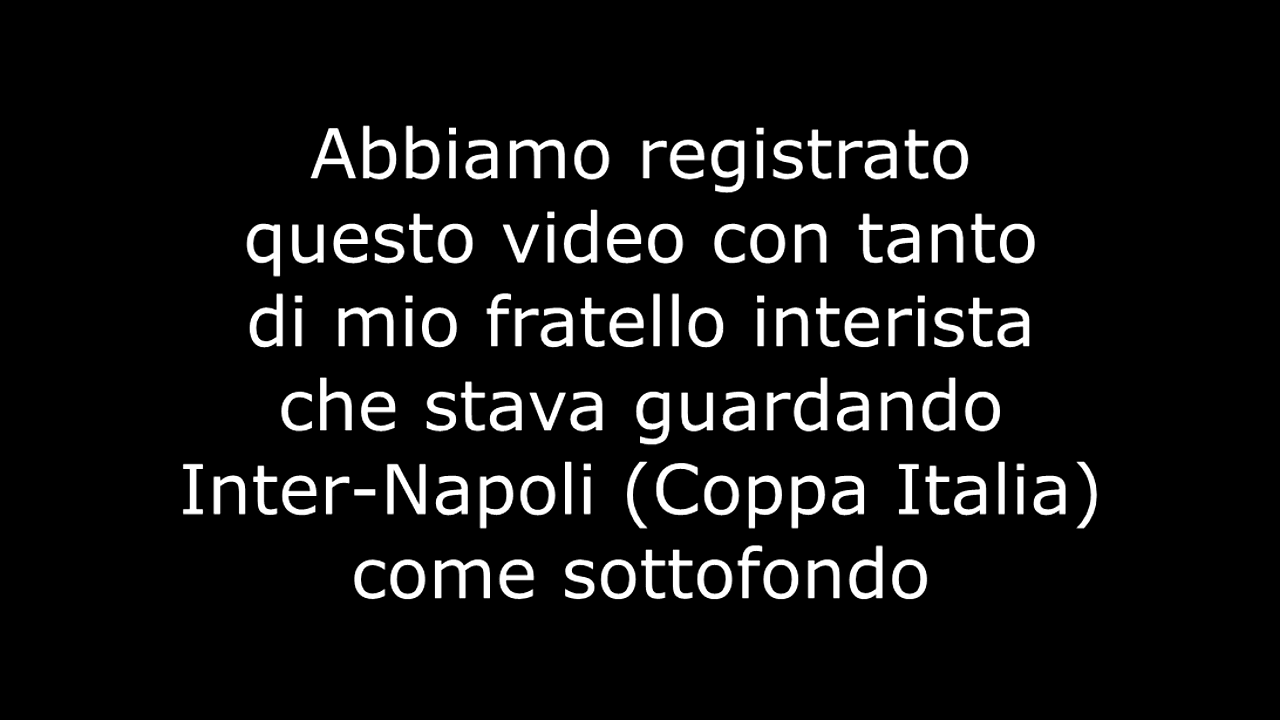 Abbiamo registrato
questo video con tanto
di mio fratello interista
che stava guardando
Inter-Napoli (Coppa Italia)
come sottofondo